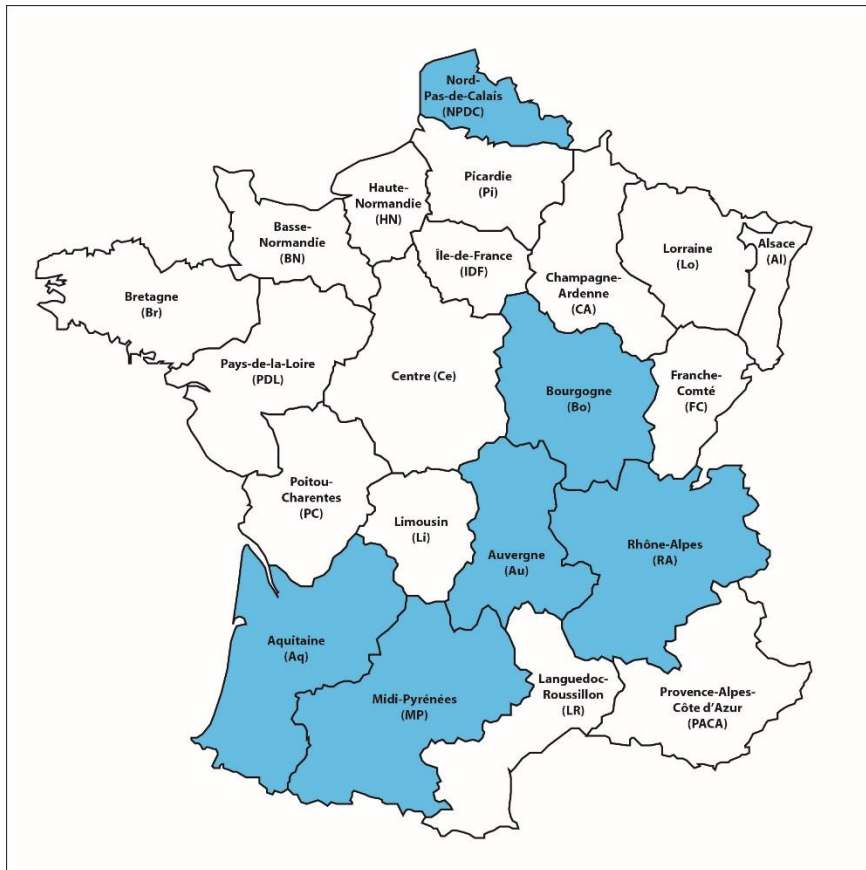 Nord-
Pas-de-Calais
(NPDC)
Picardie
(Pi)
Haute-
Normandie
(HN)
Basse-
Normandie
(BN)
Île-de-France
(IDF)
Champagne-
Ardenne
(CA)
Lorraine
(Lo)
Alsace
(Al)
Bretagne
(Br)
Pays-de-la-Loire
(PDL)
Centre (Ce)
Bourgogne
(Bo)
Franche-
Comté
(FC)
Poitou-
Charentes
(PC)
Limousin
(Li)
Auvergne
(Au)
Rhône-Alpes
(RA)
Aquitaine
(Aq)
Midi-Pyrénées
(MP)
Languedoc-
Roussillon
(LR)
Provence-Alpes-
Côte d’Azur
(PACA)